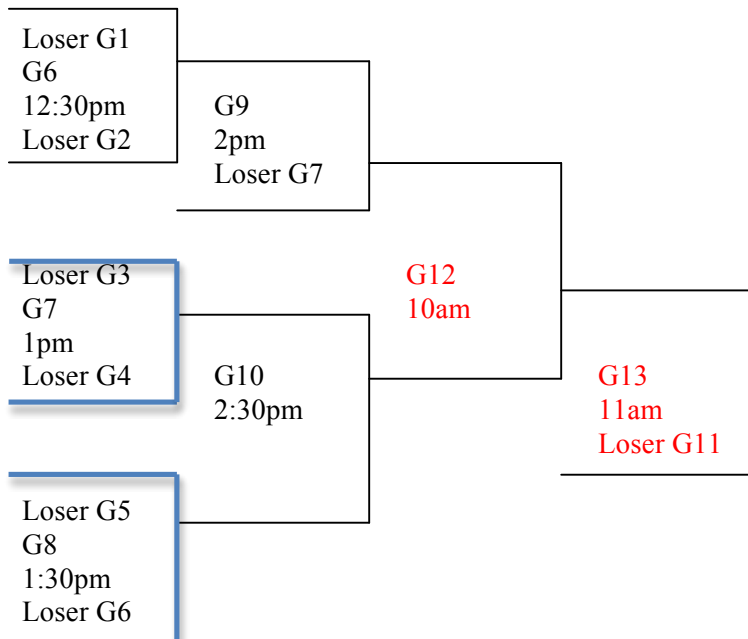 Loser G1
G6
12:30pm
Loser G2
G9
2pm
Loser G7
Loser G3
G7
1pm
Loser G4
G10
2:30pm
Loser G5
G8
1:30pm
Loser G6
G12
10am
G13
11am
Loser G11